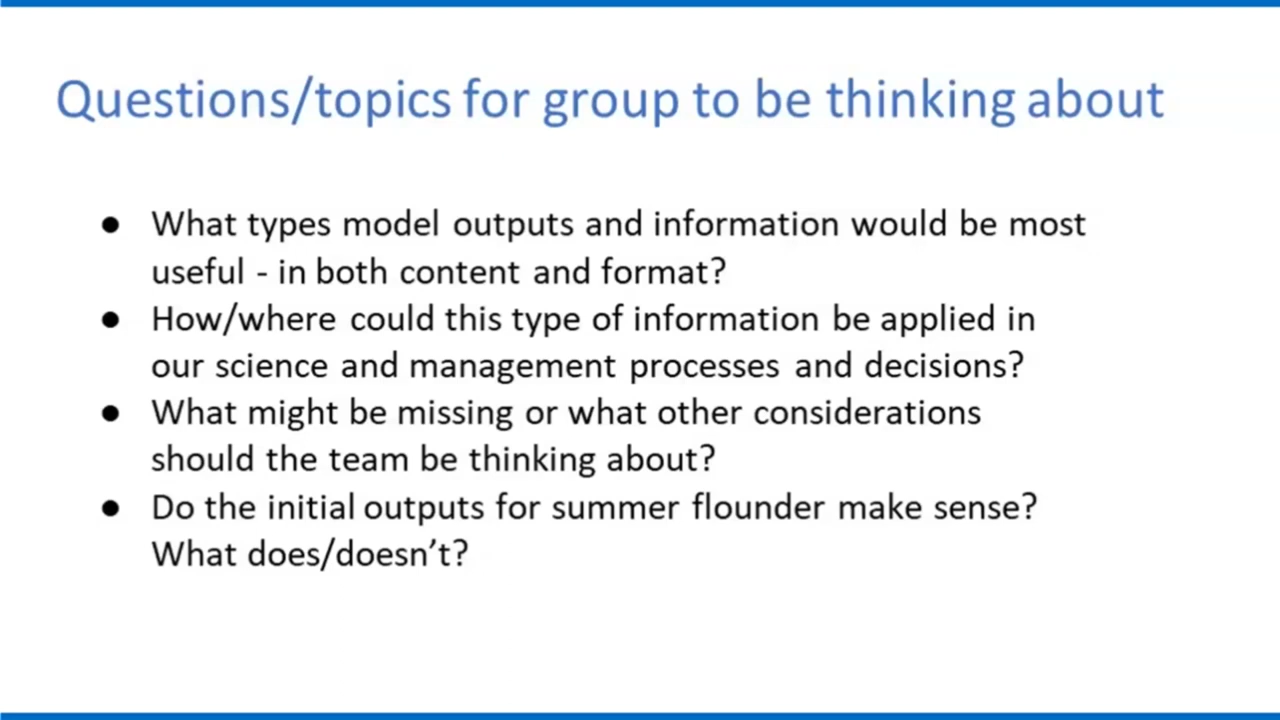 Questions/topics for group to be thinking about
● What types model outputs and information would be most
useful - in both content and format?
● How/where could this type of information be applied in
our science and management processes and decisions?
● What might be missing or what other considerations
should the team be thinking about?
● Do the initial outputs for summer flounder make sense?
What does/doesn’t?